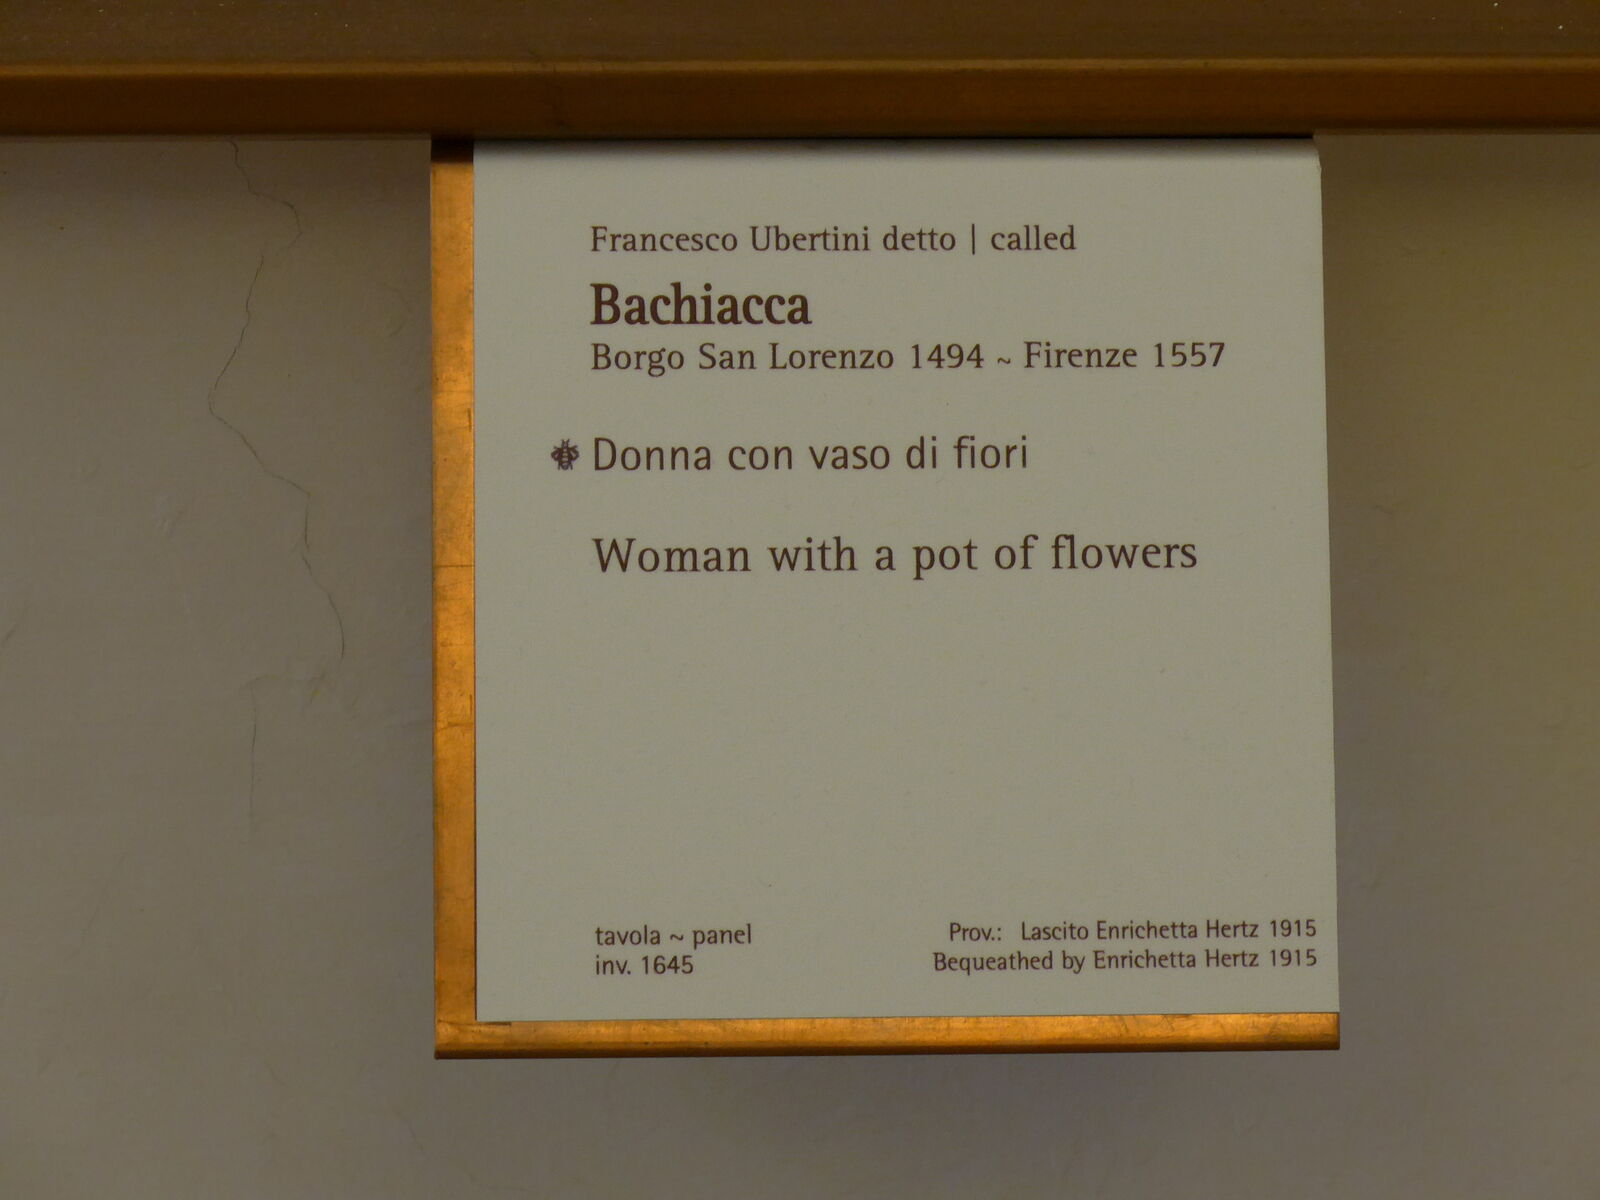 Francesco Ubertini detto | called
Bachiacca
Borgo San Lorenzo 1494 ~ Firenze 1557
Donna con vaso di fiori
Woman with a pot of flowers
tavola ~ panel
inv. 1645
Prov.: Lascito Enrichetta Hertz 1915
Bequeathed by Enrichetta Hertz 1915